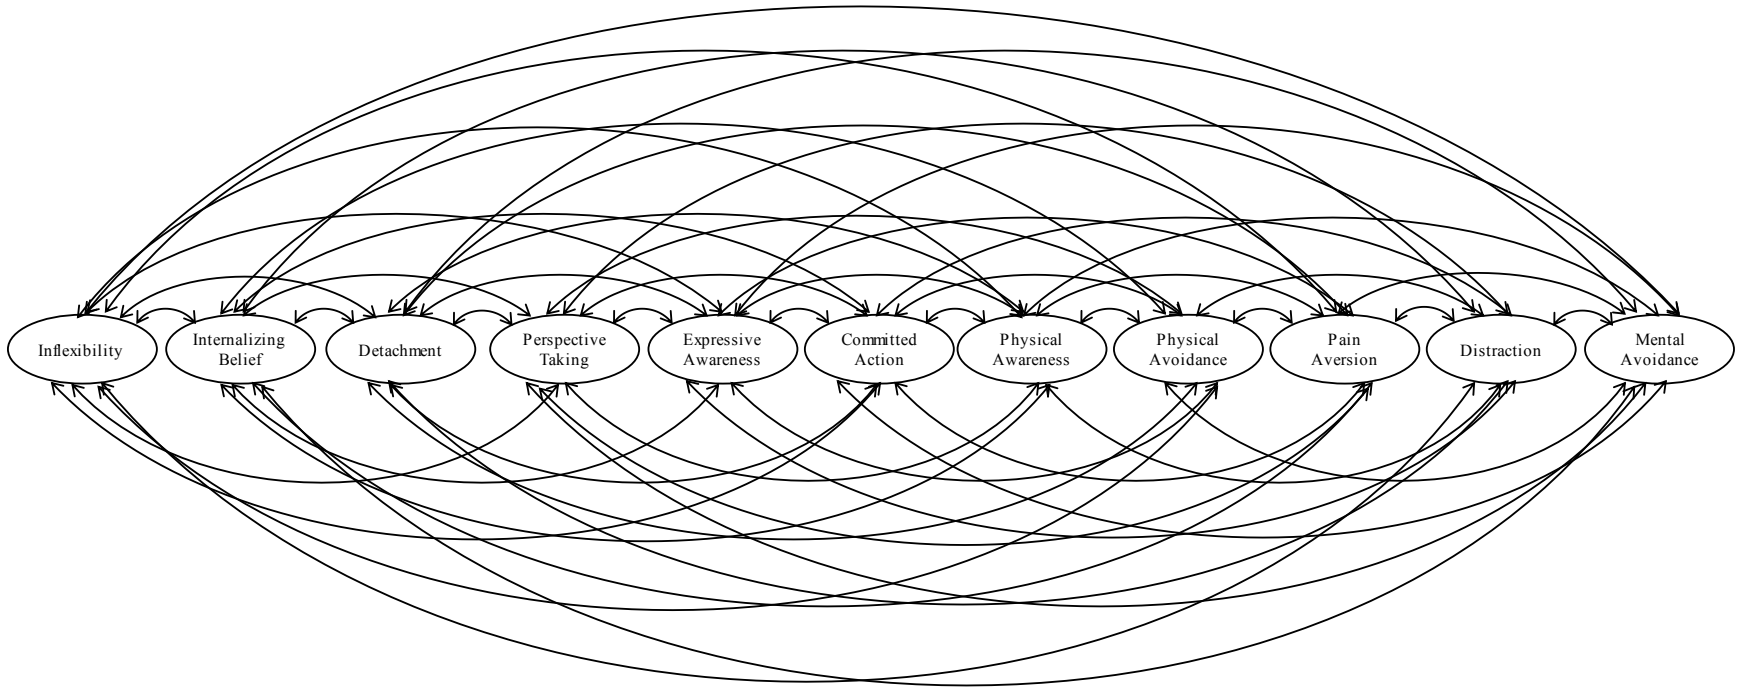 Inflexibility
Internalizing
Belief
Detachment
Perspective
Taking
Expressive
Awareness
Committed
Action
Physical
Awareness
Physical
Avoidance
Pain
Aversion
Distraction
Mental
Avoidance